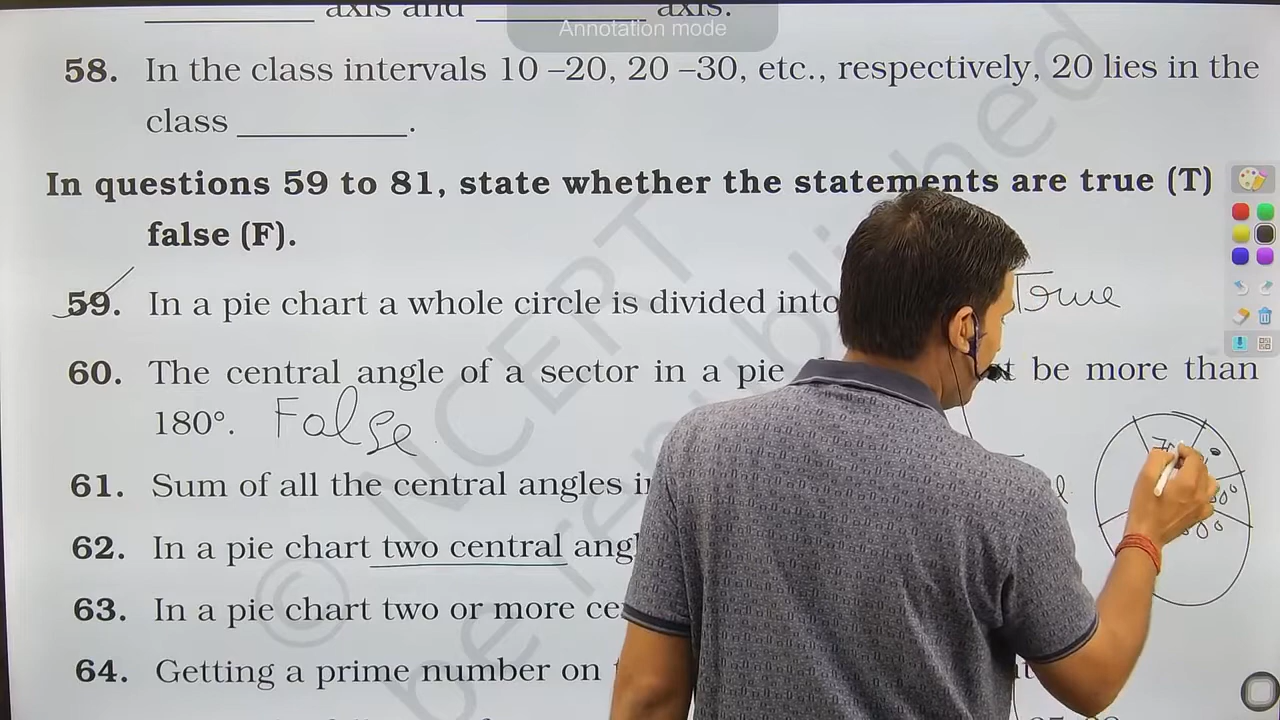 axis and axis.
Annotation mode
58. In the class intervals 10 –20, 20 –30, etc., respectively, 20 lies in the
class __________.
In questions 59 to 81, state whether the statements are true (T)
false (F).
59. In a pie chart a whole circle is divided into True
60. The central angle of a sector in a pie be more than
180°. False
61. Sum of all the central angles
62. In a pie chart two central
63. In a pie chart two or more
64. Getting a prime number on
© NCERT
be republished